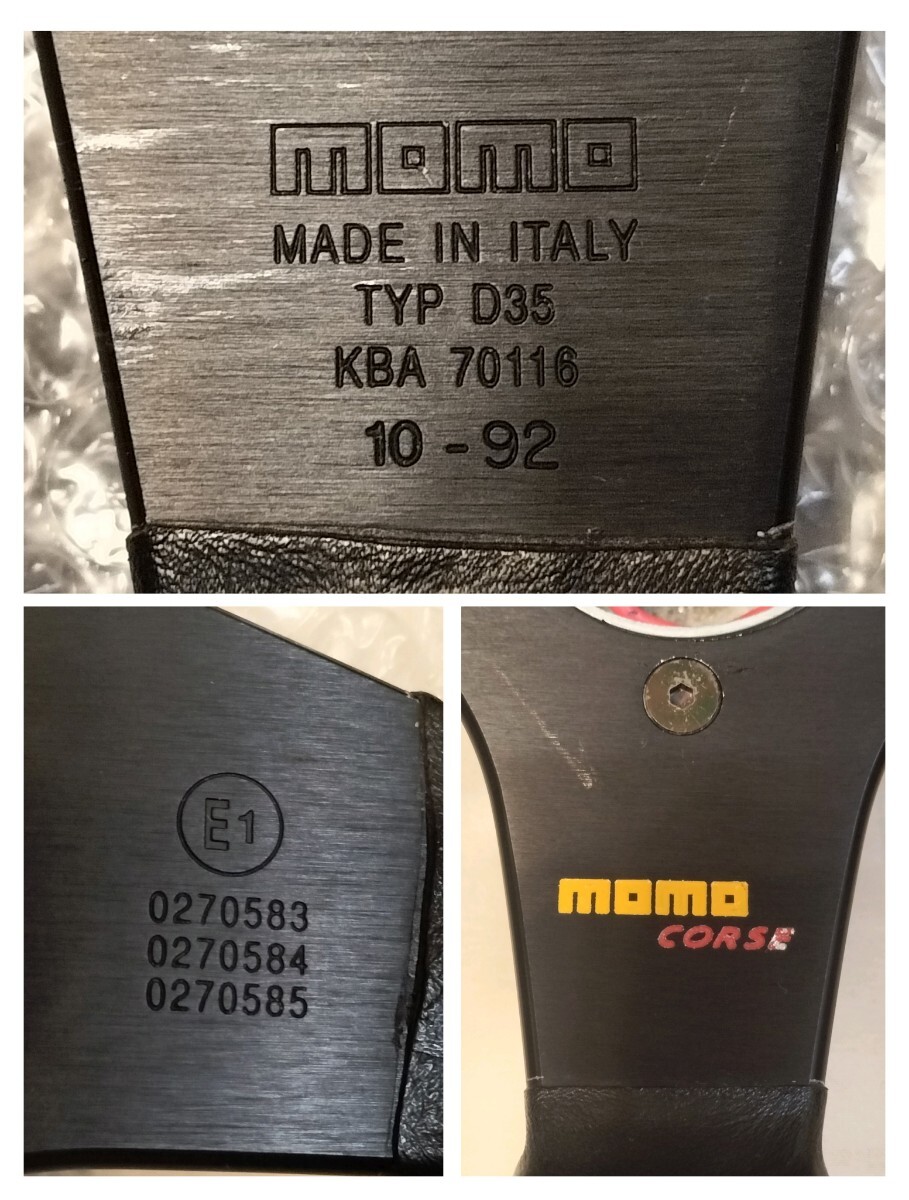 momo
MADE IN ITALY
TYP D35
KBA 70116
10 - 92
E1
0270583
0270584
0270585
momo
CORSE